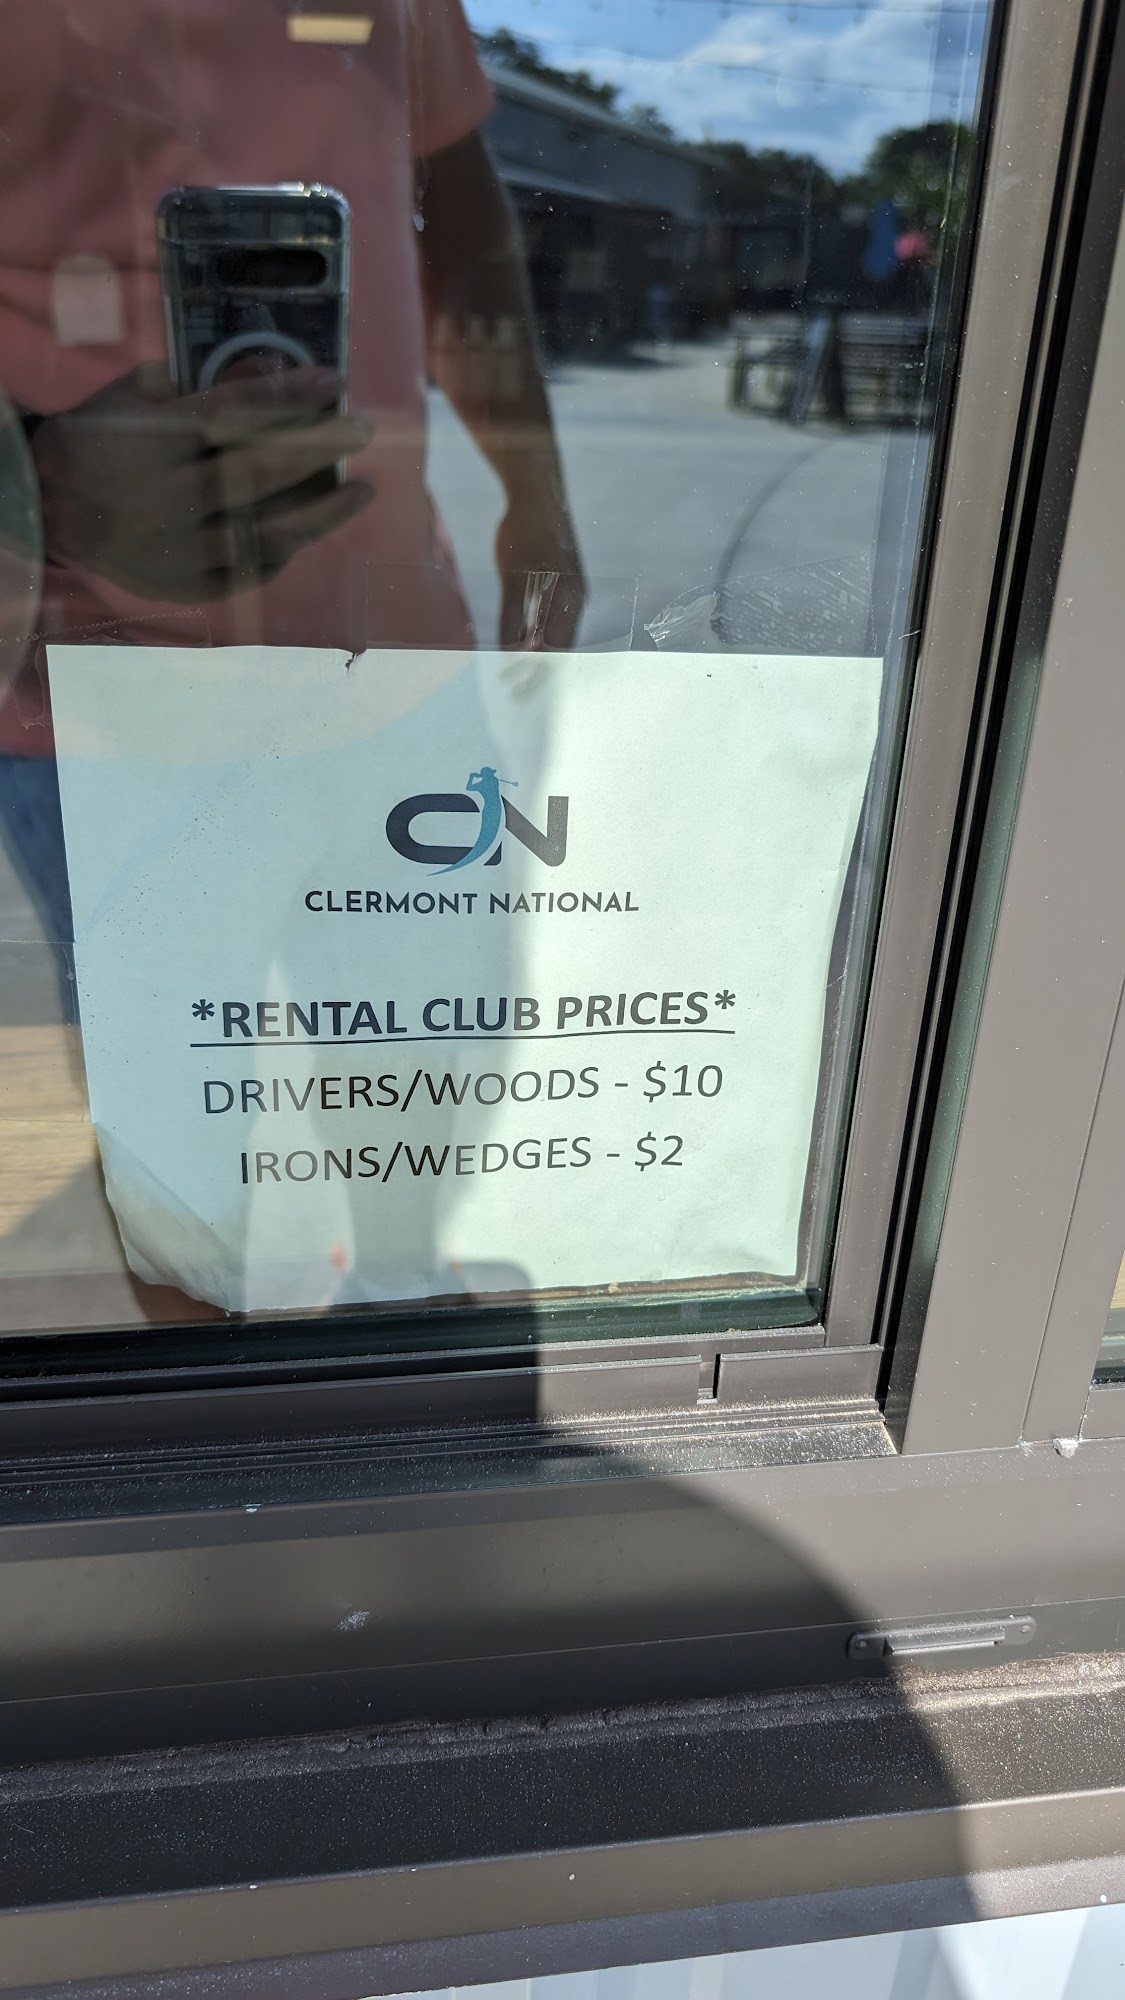 CN
CLERMONT NATIONAL
*RENTAL CLUB PRICES*
DRIVERS/WOODS - $10
IRONS/WEDGES - $2